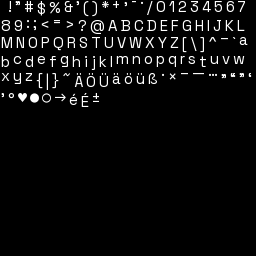 !"#$%&'()*+,-./01234567
89:;<=>?@ABCDEFGHIJKL
MNOPQRSTUVWXYZ[\]^_`a
bcdefghijklmnopqrstuvw
xyz{|}~ÄÖÜäöüß·×–—…”“”‘
’°♥●○→éÉ±